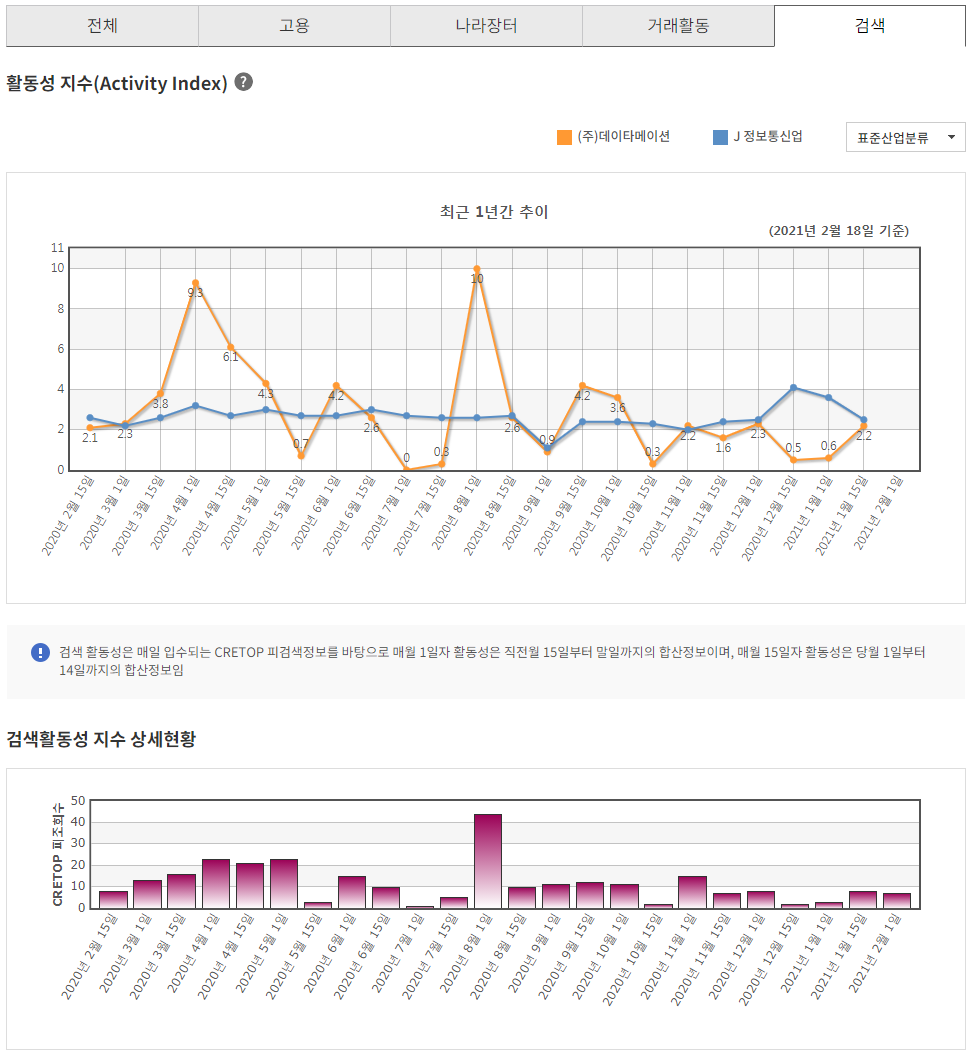 전체 고용 나라장터 거래활동 검색
활동성 지수(Activity Index) ?
(주)데이타메이션 J 정보통신업 표준산업분류
최근 1년간 추이
(2021년 2월 18일 기준)
11
10
8
6
4
2
0
2.1 2.3 3.8 9.3 6.1 4.3 0.7 4.2 2.6 0 0.3 10 2.6 0.9 4.2 3.6 0.3 2.2 1.6 2.3 0.5 0.6 2.2
2020년 2월 15일
2020년 3월 1일
2020년 3월 15일
2020년 4월 1일
2020년 4월 15일
2020년 5월 1일
2020년 5월 15일
2020년 6월 1일
2020년 6월 15일
2020년 7월 1일
2020년 7월 15일
2020년 8월 1일
2020년 8월 15일
2020년 9월 1일
2020년 9월 15일
2020년 10월 1일
2020년 10월 15일
2020년 11월 1일
2020년 11월 15일
2020년 12월 1일
2020년 12월 15일
2021년 1월 1일
2021년 1월 15일
2021년 2월 1일
검색 활동성은 매일 입수되는 CRETOP 피검색정보를 바탕으로 매월 1일자 활동성은 직전월 15일부터 말일까지의 합산정보이며, 매월 15일자 활동성은 당월 1일부터
14일까지의 합산정보임
검색활동성 지수 상세현황
CRETOP 피조회수
50
40
30
20
10
0
2020년 2월 15일
2020년 3월 1일
2020년 3월 15일
2020년 4월 1일
2020년 4월 15일
2020년 5월 1일
2020년 5월 15일
2020년 6월 1일
2020년 6월 15일
2020년 7월 1일
2020년 7월 15일
2020년 8월 1일
2020년 8월 15일
2020년 9월 1일
2020년 9월 15일
2020년 10월 1일
2020년 10월 15일
2020년 11월 1일
2020년 11월 15일
2020년 12월 1일
2020년 12월 15일
2021년 1월 1일
2021년 1월 15일
2021년 2월 1일